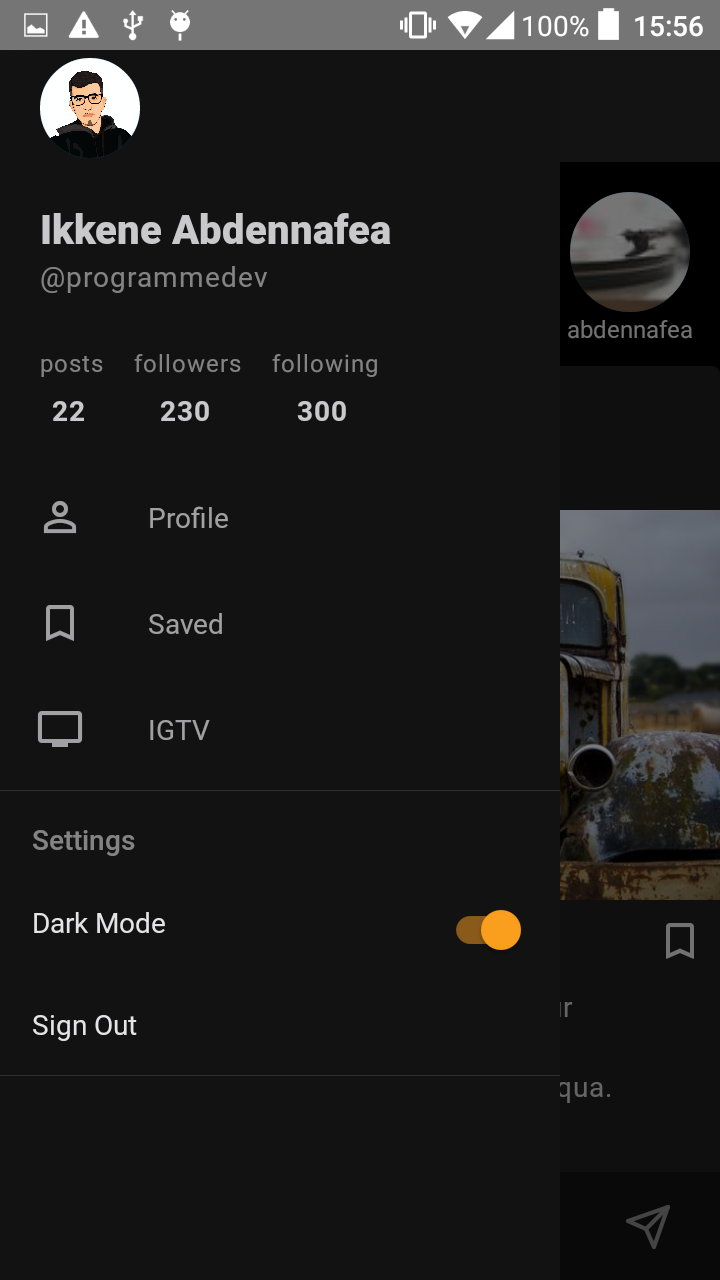 100% 15:56
Ikkene Abdennafea
@programmedev
abdennafea
posts followers following
22 230 300
Profile
Saved
IGTV
Settings
Dark Mode
Sign Out
qua.